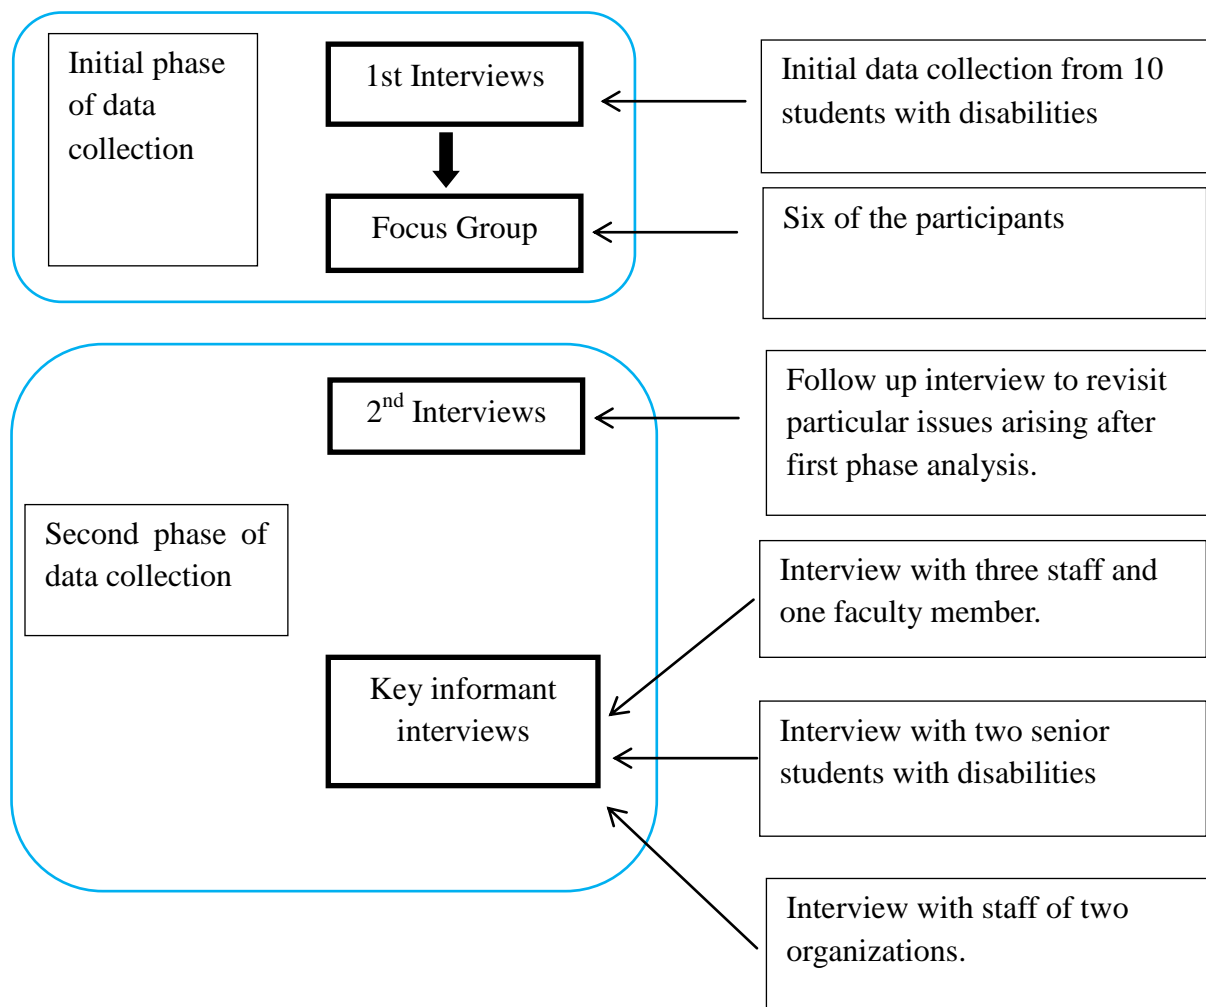 Initial phase
of data
collection
1st Interviews
Initial data collection from 10
students with disabilities
Focus Group
Six of the participants
2nd Interviews
Follow up interview to revisit
particular issues arising after
first phase analysis.
Second phase of
data collection
Interview with three staff and
one faculty member.
Key informant
interviews
Interview with two senior
students with disabilities
Interview with staff of two
organizations.